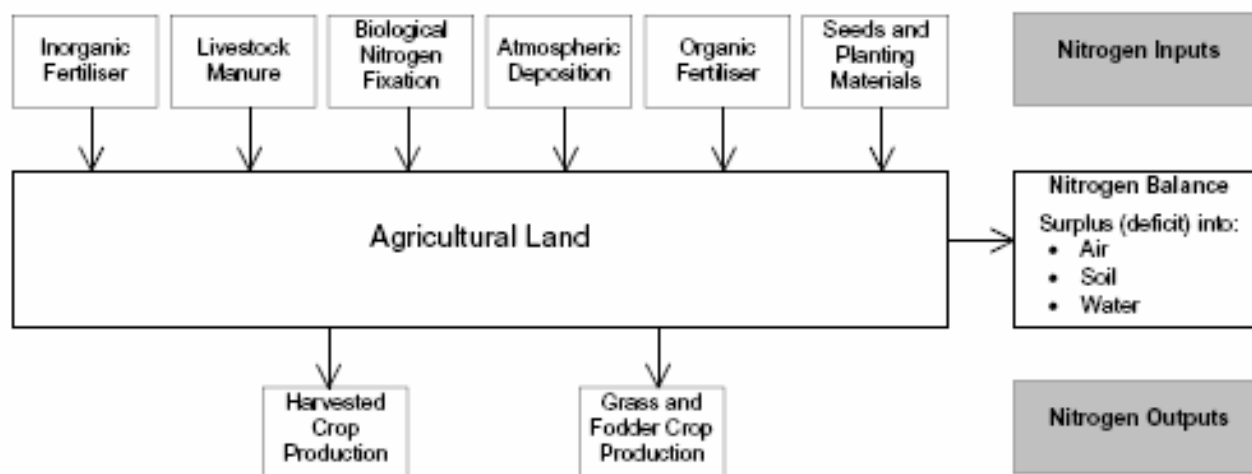 Inorganic
Fertiliser
Livestock
Manure
Biological
Nitrogen
Fixation
Atmospheric
Deposition
Organic
Fertiliser
Seeds and
Planting
Materials
Nitrogen Inputs
Agricultural Land
Nitrogen Balance
Surplus (deficit) into:
• Air
• Soil
• Water
Harvested
Crop
Production
Grass and
Fodder Crop
Production
Nitrogen Outputs